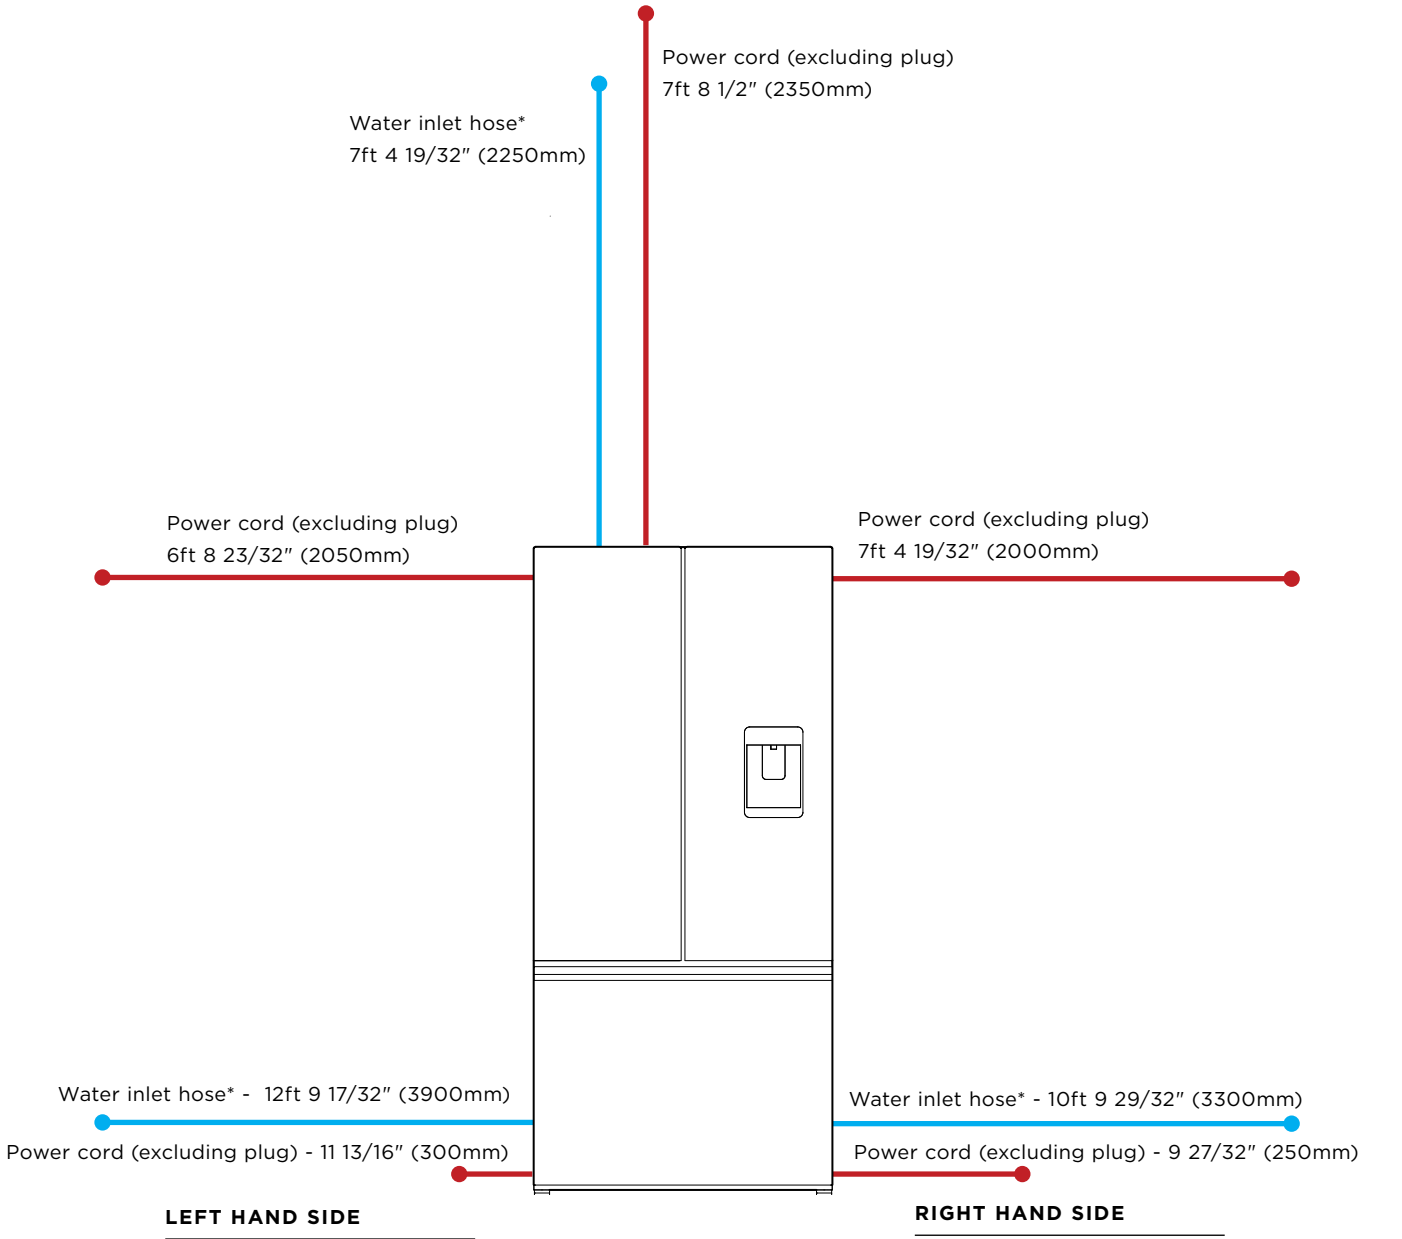 Power cord (excluding plug)
7ft 8 1/2" (2350mm)
Water inlet hose*
7ft 4 19/32" (2250mm)
Power cord (excluding plug)
6ft 8 23/32" (2050mm)
Power cord (excluding plug)
7ft 4 19/32" (2000mm)
Water inlet hose* - 12ft 9 17/32" (3900mm)
Power cord (excluding plug) - 11 13/16" (300mm)
Water inlet hose* - 10ft 9 29/32" (3300mm)
Power cord (excluding plug) - 9 27/32" (250mm)
LEFT HAND SIDE
RIGHT HAND SIDE